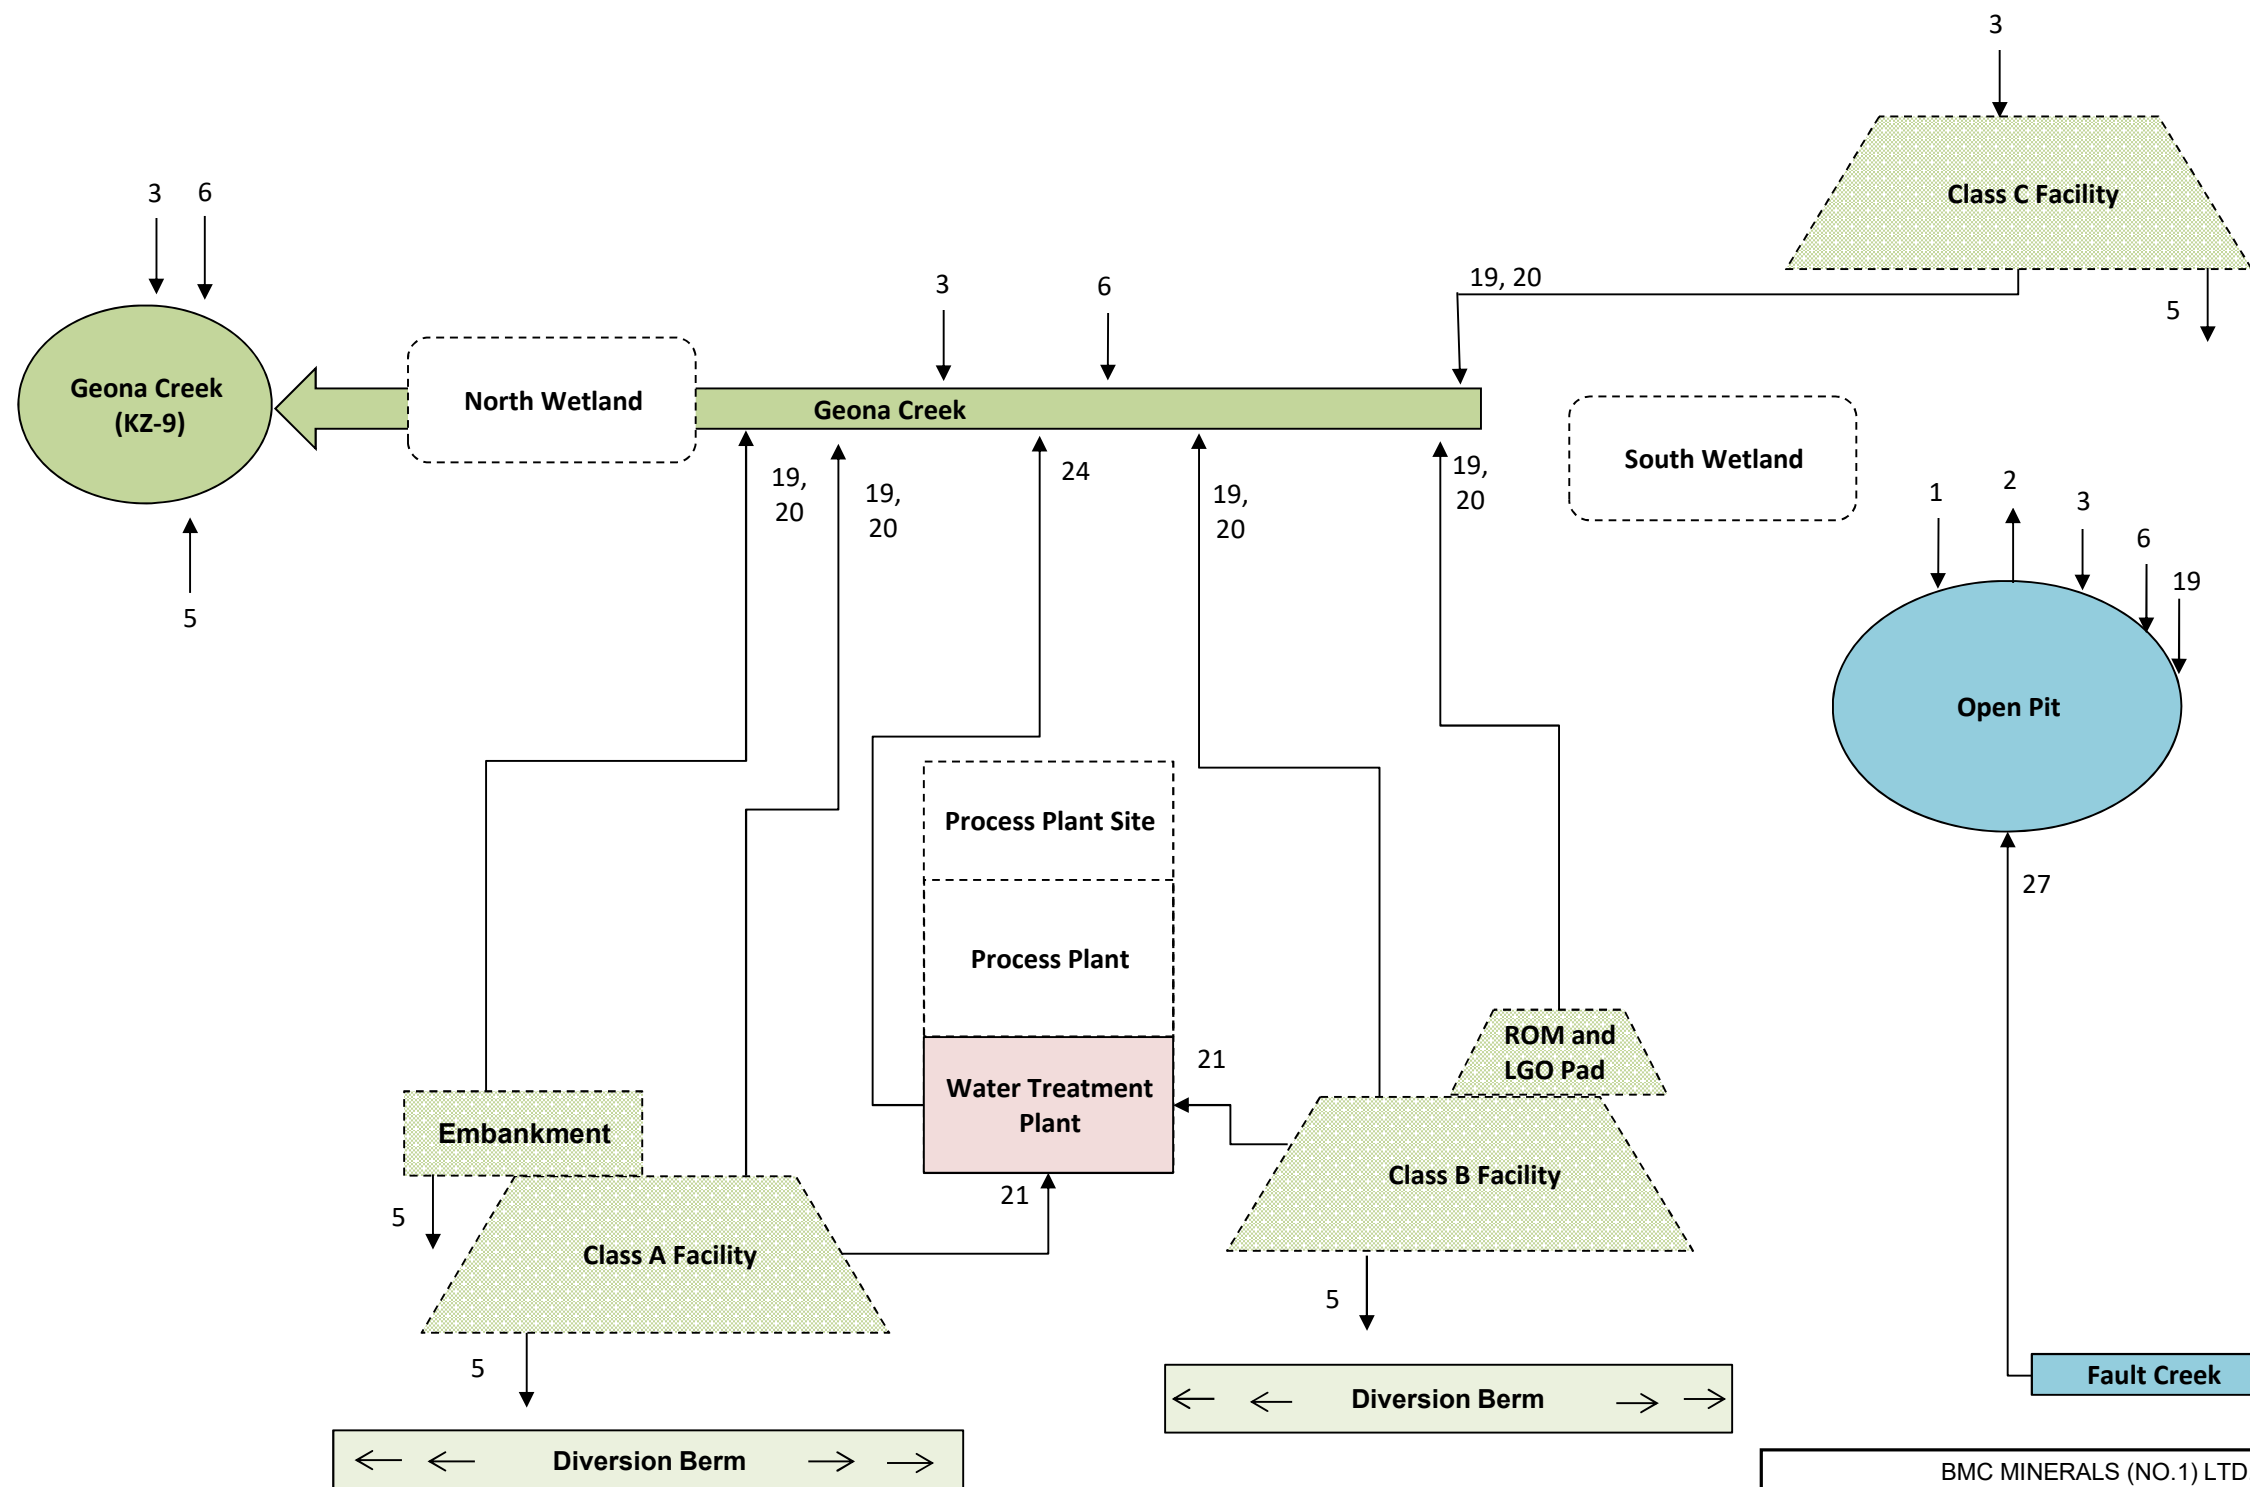 3
Class C Facility
3 6
3
6
19, 20
5
Geona Creek
(KZ-9)
North Wetland
Geona Creek
South Wetland
19,
20
19,
20
24
19,
20
19,
20
1
2
3
6
19
5
Open Pit
Process Plant Site
27
Process Plant
ROM and
LGO Pad
21
Water Treatment
Plant
Embankment
Class B Facility
21
5
Class A Facility
5
5
Fault Creek
Diversion Berm
Diversion Berm
BMC MINERALS (NO.1) LTD